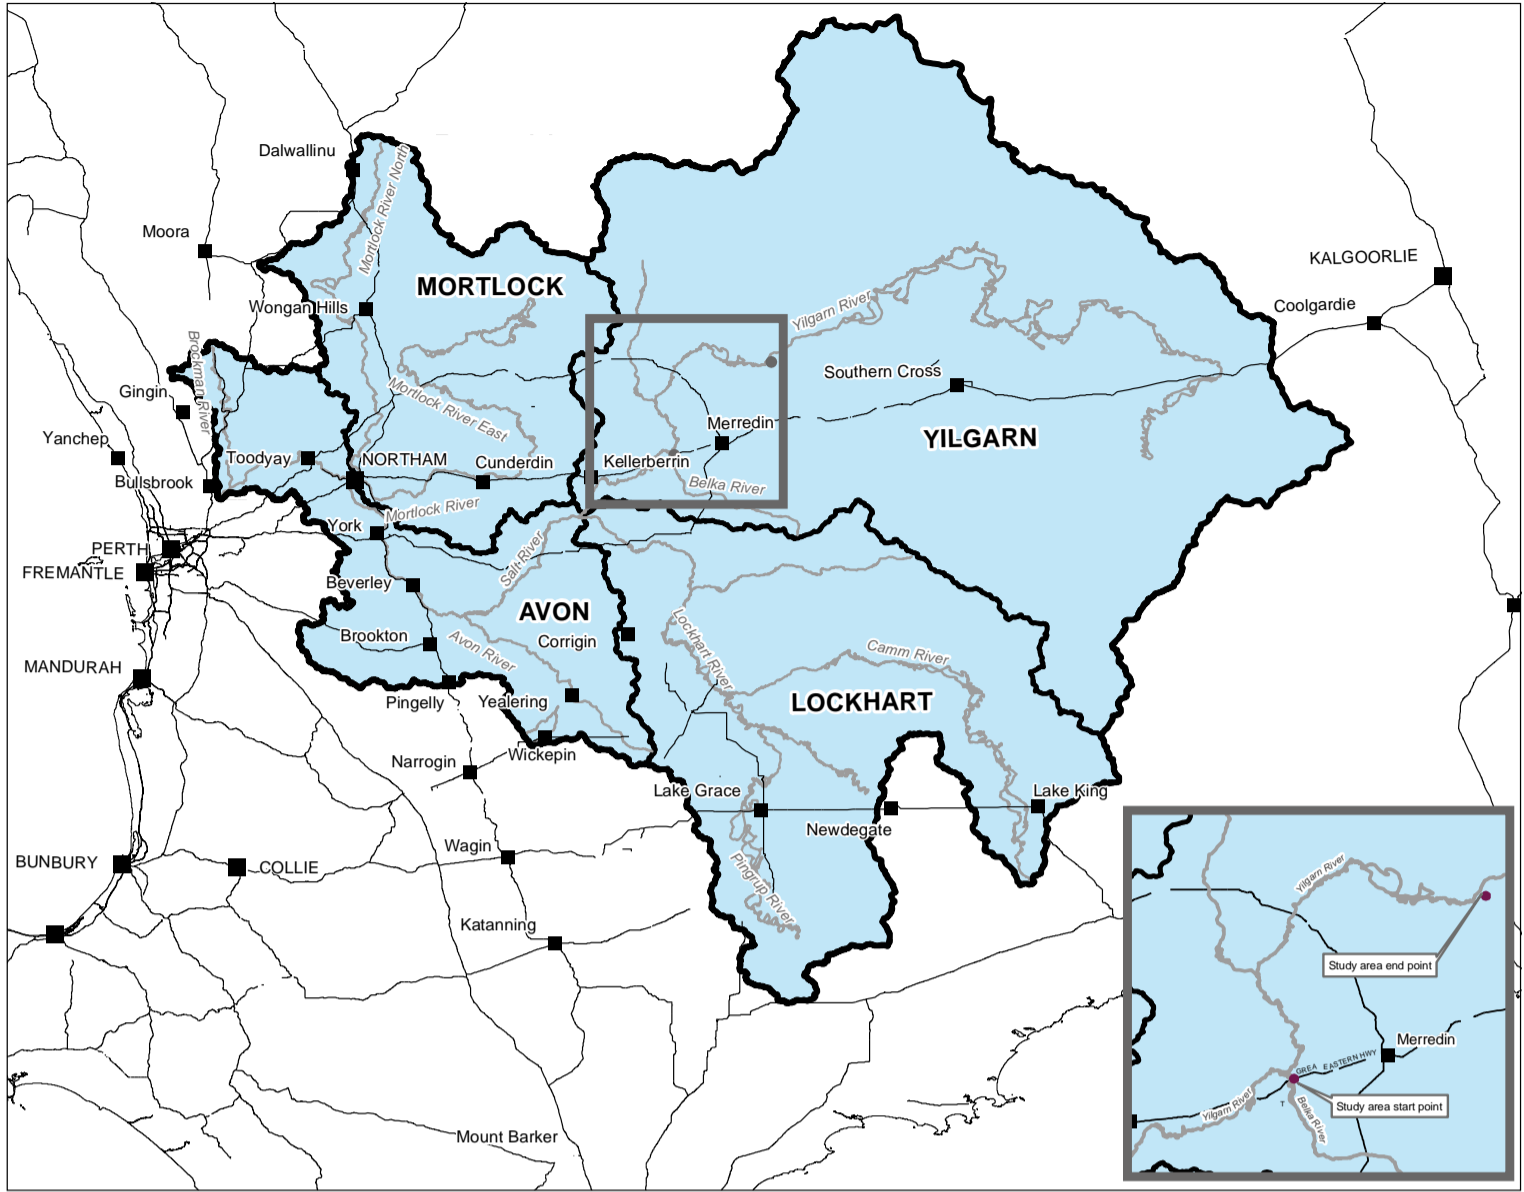 Dalwallinu
Mortlock River North
Moora
KALGOORLIE
MORTLOCK
Coolgardie
Wongan Hills
Yilgarn River
Brockman River
Southern Cross
Gingin
Mortlock River East
Merredin
Yanchep
YILGARN
Toodyay
NORTHAM
Cunderdin
Kellerberrin
Bullsbrook
Belka River
Mortlock River
York
PERTH
Salt River
FREMANTLE
Beverley
AVON
Brookton
Avon River
Corrigin
Lockhart River
Camm River
MANDURAH
Pingelly
Yealering
LOCKHART
Wickepin
Narrogin
Lake Grace
Lake King
Newdegate
Wagin
BUNBURY
COLLIE
Pingrup River
Katanning
Mount Barker
Yilgarn River
Study area end point
Merredin
GREA EASTERN HWY
T
Yilgarn River
Belka River
Study area start point